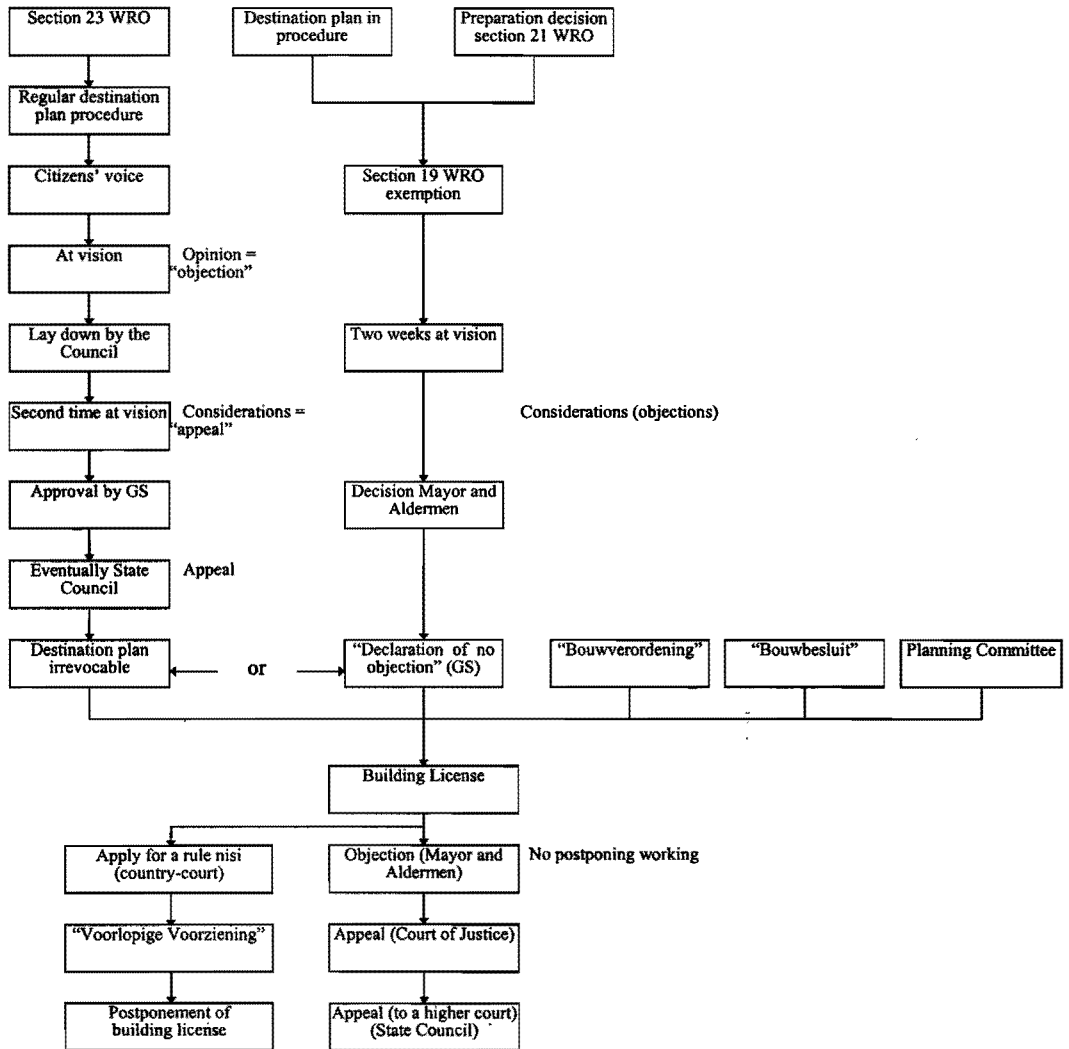 Section 23 WRO
Destination plan in
procedure
Preparation decision
section 21 WRO
Regular destination
plan procedure
Citizens’ voice
Section 19 WRO
exemption
At vision
Opinion =
“objection”
Lay down by the
Council
Two weeks at vision
Second time at vision
Considerations =
“appeal”
Considerations (objections)
Approval by GS
Decision Mayor and
Aldermen
Eventually State
Council
Appeal
Destination plan
irrevocable
or
“Declaration of no
objection” (GS)
“Bouwverordening”
“Bouwbesluit”
Planning Committee
Building License
Apply for a rule nisi
(country-court)
Objection (Mayor and
Aldermen)
No postponing working
“Voorlopige Voorziening”
Appeal (Court of Justice)
Postponement of
building license
Appeal (to a higher court)
(State Council)